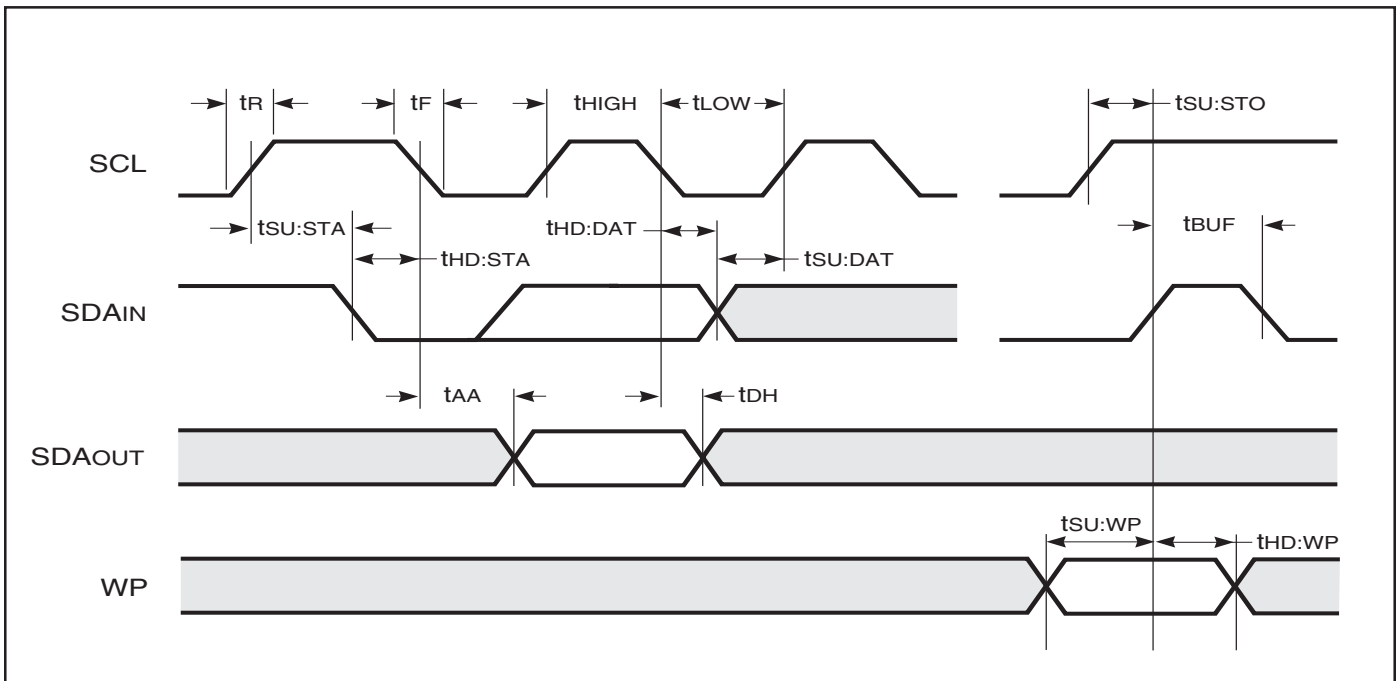 tR tF tHIGH tLOW tSU:STO
SCL
tSU:STA tHD:DAT tBUF
tHD:STA tSU:DAT
SDAIN
tAA tDH
SDAOUT
tSU:WP
tHD:WP
WP